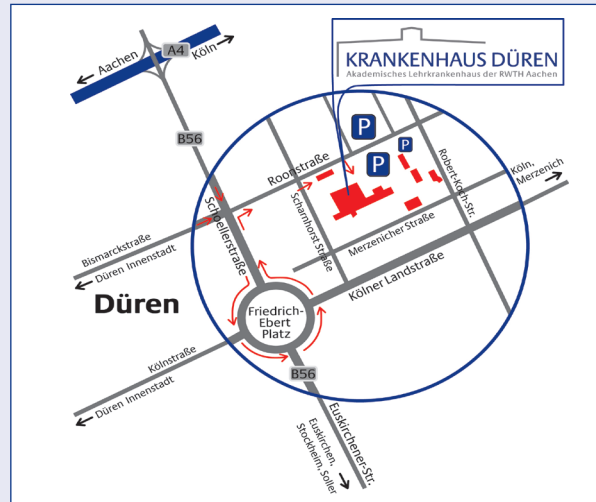 KRANKENHAUS DÜREN
Akademisches Lehrkrankenhaus der RWTH Aachen
Aachen
A4
Köln
B56
P
P
P
Roonstraße
Schoellerstraße
Scharnhorst Straße
Robert-Koch-Str.
Köln,
Merzenich
Merzenicher Straße
Kölner Landstraße
Bismarckstraße
Düren Innenstadt
Düren
Friedrich-
Ebert
Platz
Kölnstraße
Düren Innenstadt
B56
Euskirchener-Str.
Euskirchen,
Stockheim, Soller